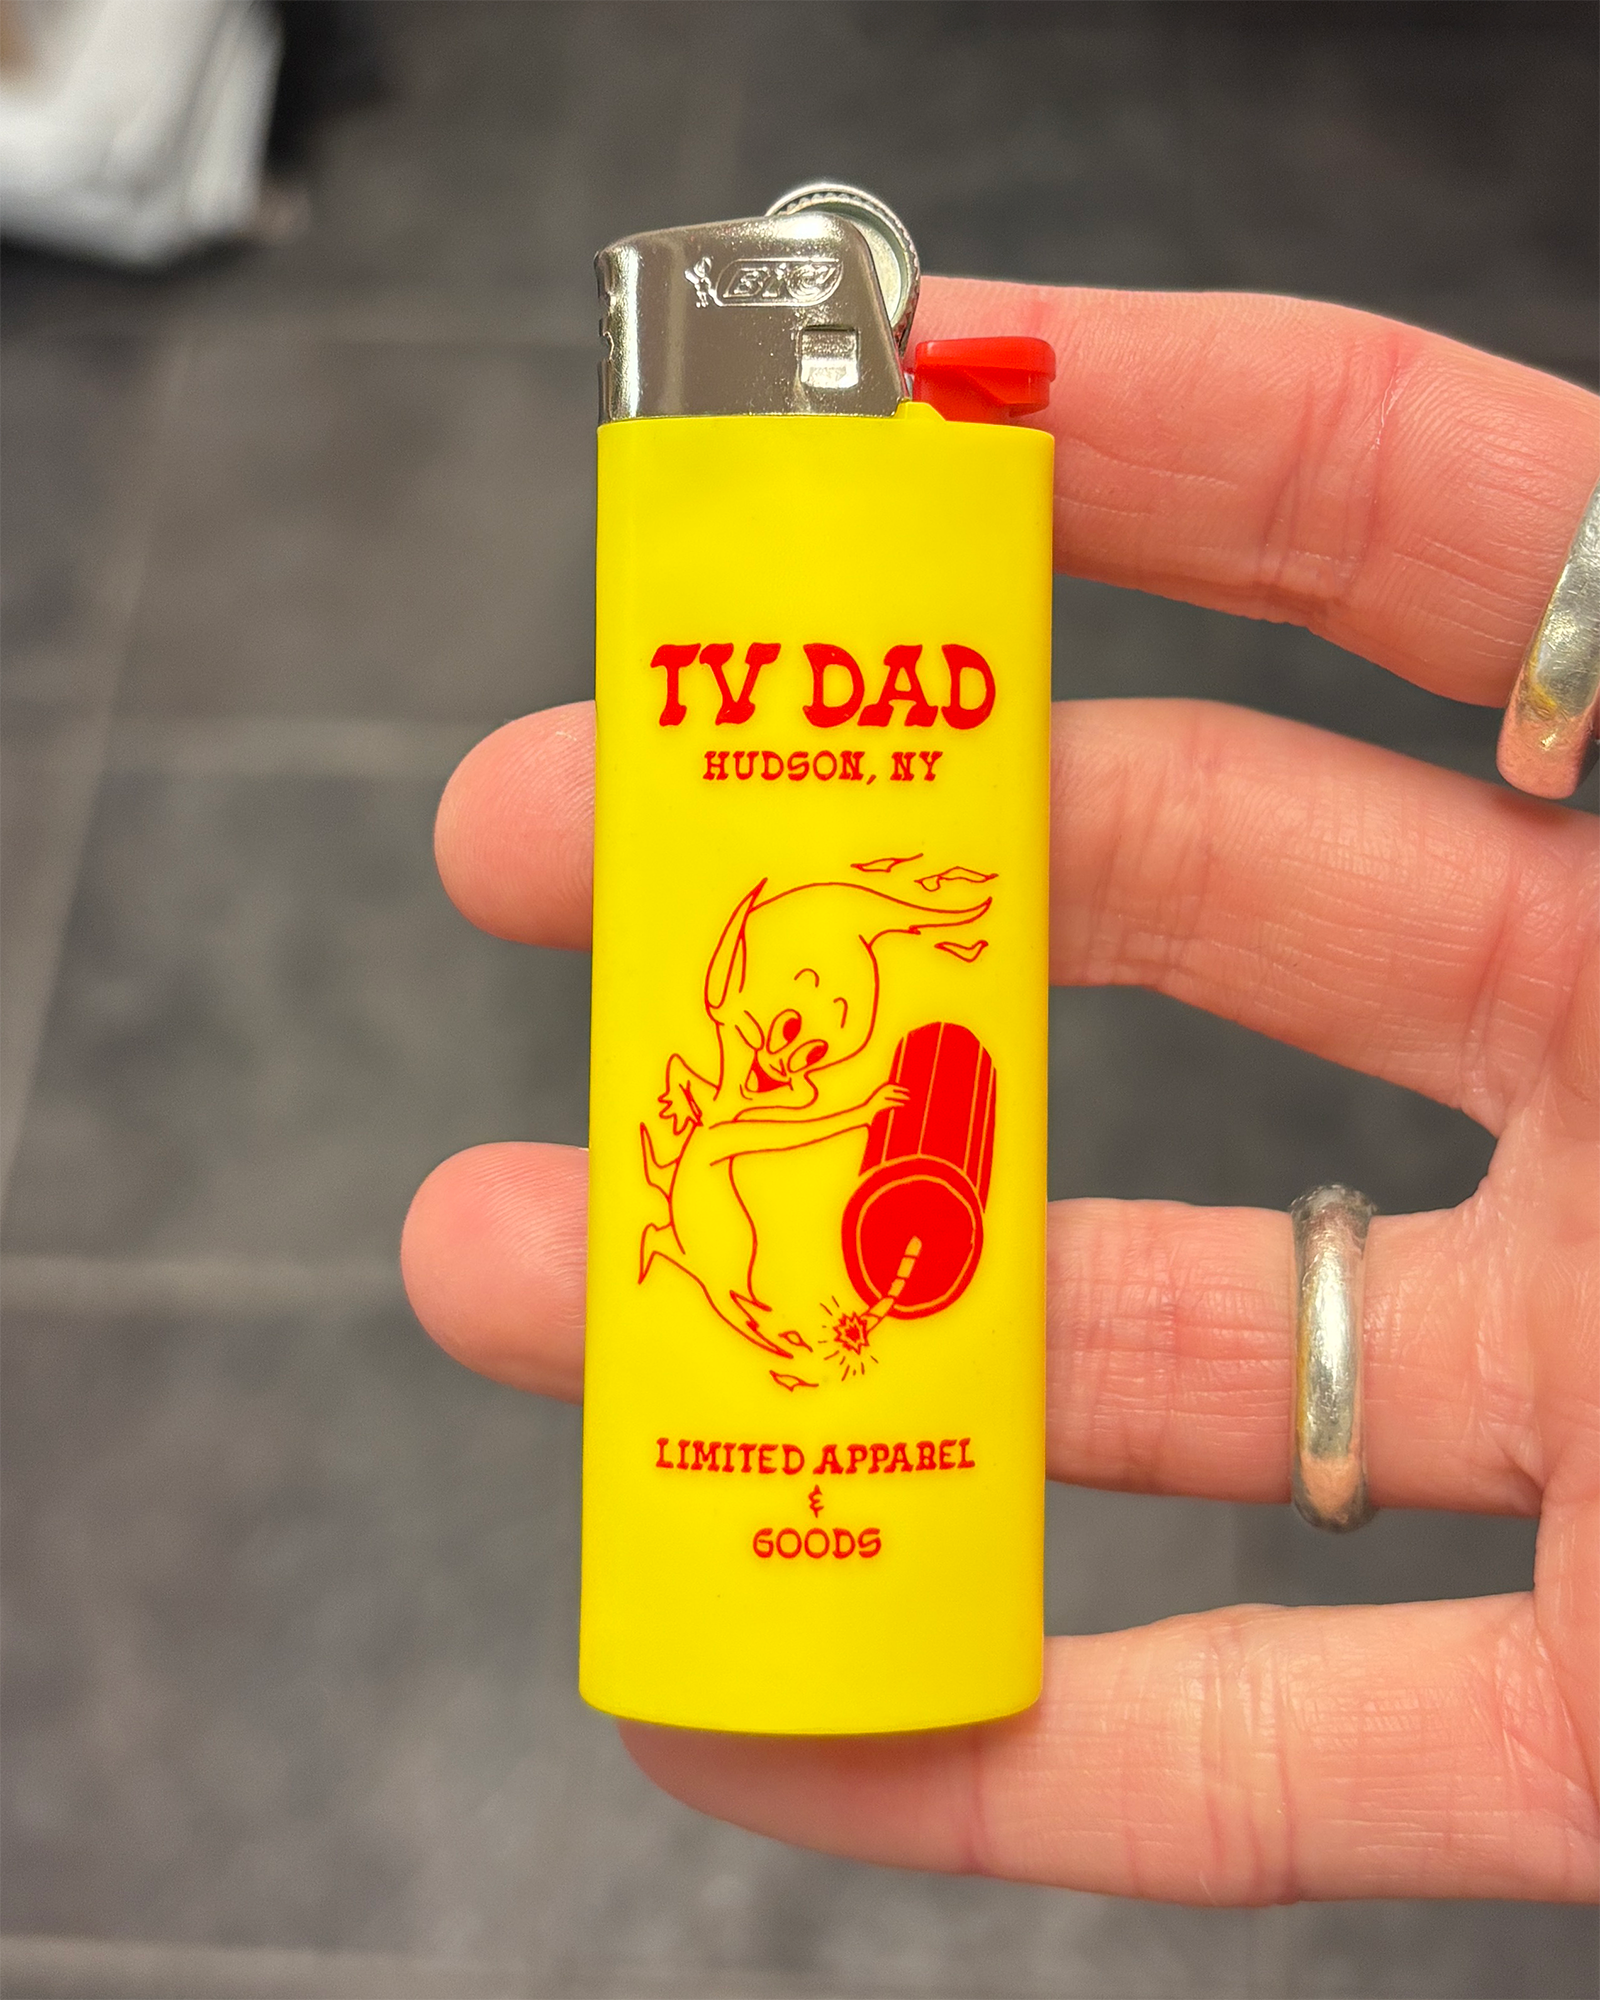 BIC
TV DAD
HUDSON, NY
LIMITED APPAREL
&
GOODS